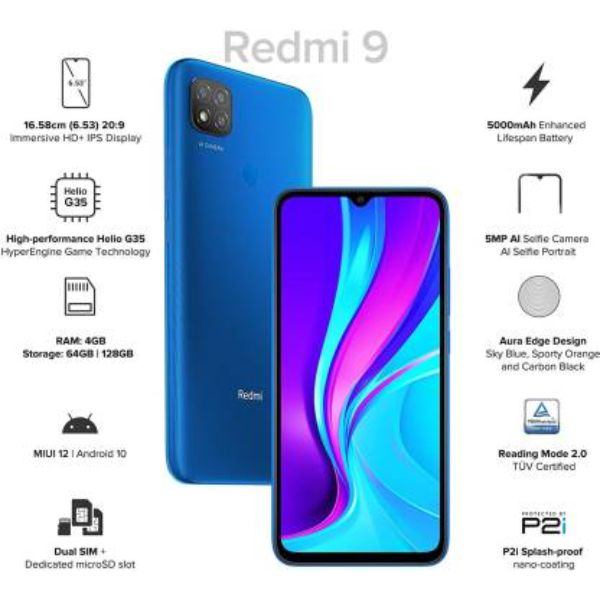 Redmi 9
6.53"
16.58cm (6.53) 20:9
Immersive HD+ IPS Display
Helio
G35
High-performance Helio G35
HyperEngine Game Technology
RAM: 4GB
Storage: 64GB | 128GB
MIUI 12 | Android 10
Dual SIM +
Dedicated microSD slot
AI CAMERA
Redmi
5000mAh Enhanced
Lifespan Battery
5MP AI Selfie Camera
AI Selfie Portrait
Aura Edge Design
Sky Blue, Sporty Orange
and Carbon Black
TÜVRheinland
Reading Mode 2.0
TÜV Certified
PROTECTED BY
P2i
P2i Splash-proof
nano-coating